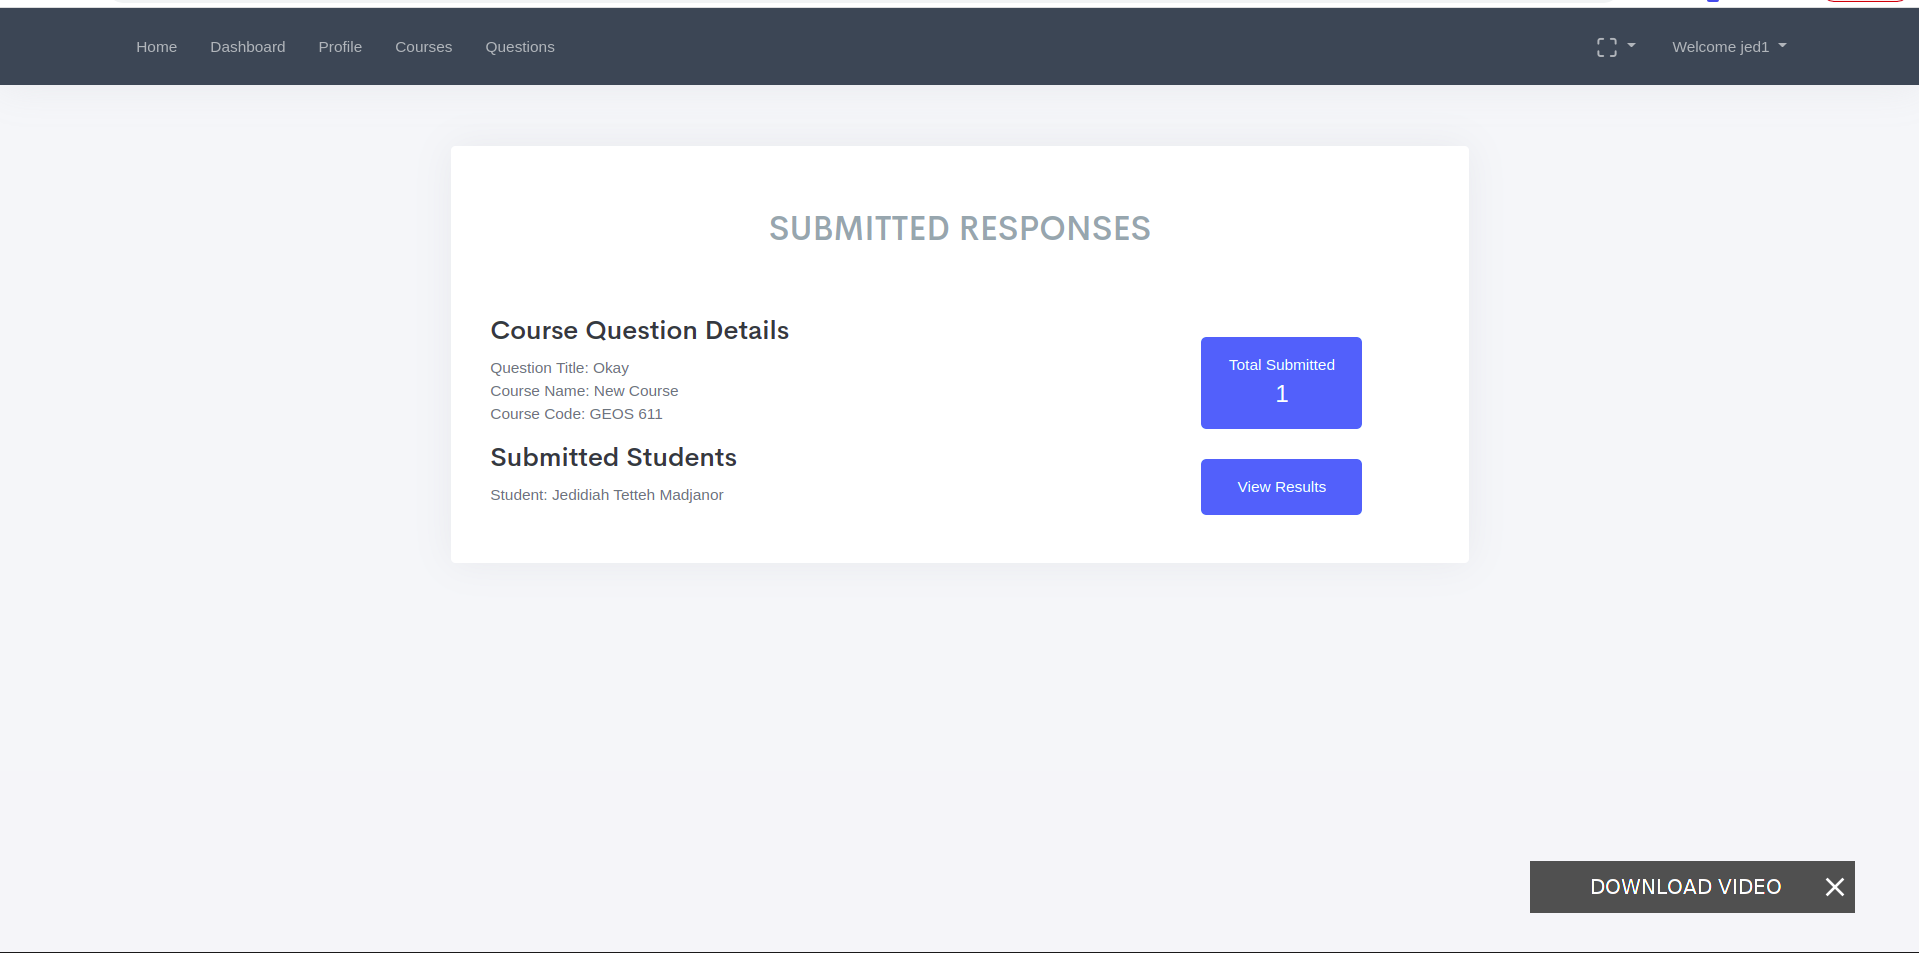 Home Dashboard Profile Courses Questions Welcome jed1
SUBMITTED RESPONSES
Course Question Details
Question Title: Okay
Course Name: New Course
Course Code: GEOS 611
Submitted Students
Student: Jedidiah Tetteh Madjanor
Total Submitted
1
View Results
DOWNLOAD VIDEO